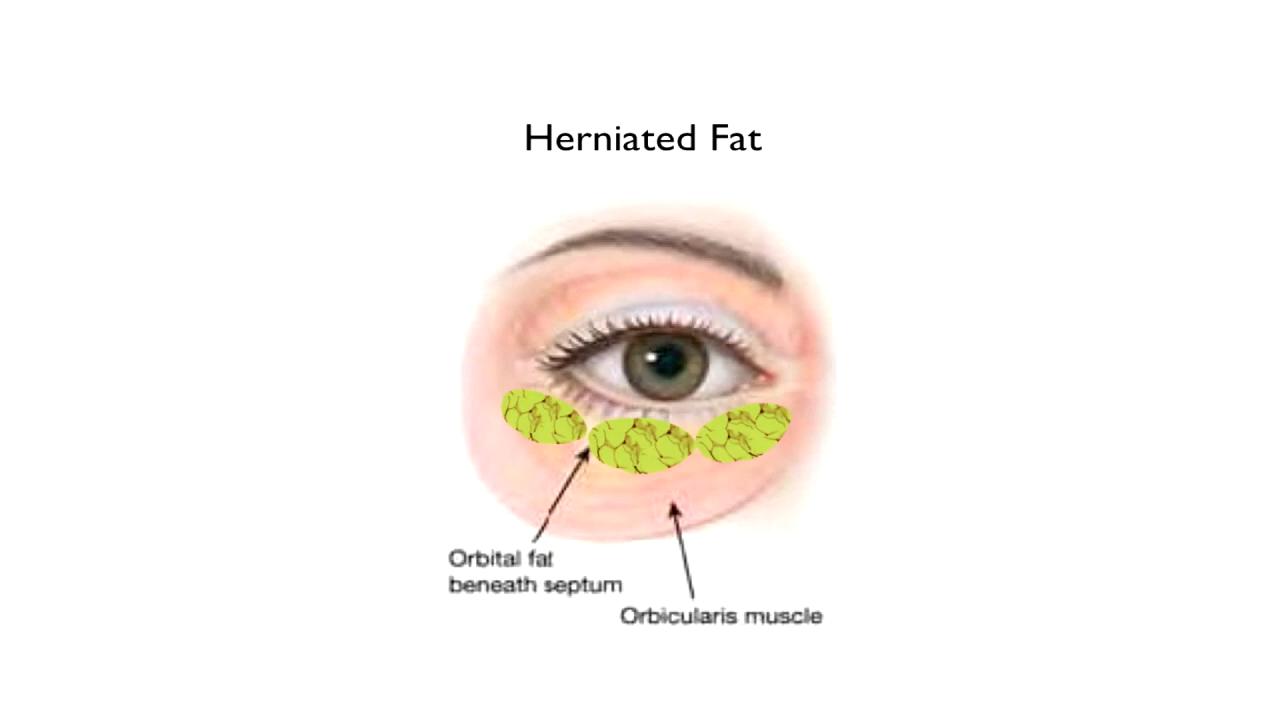 Herniated Fat
Orbital fat
beneath septum
Orbicularis muscle